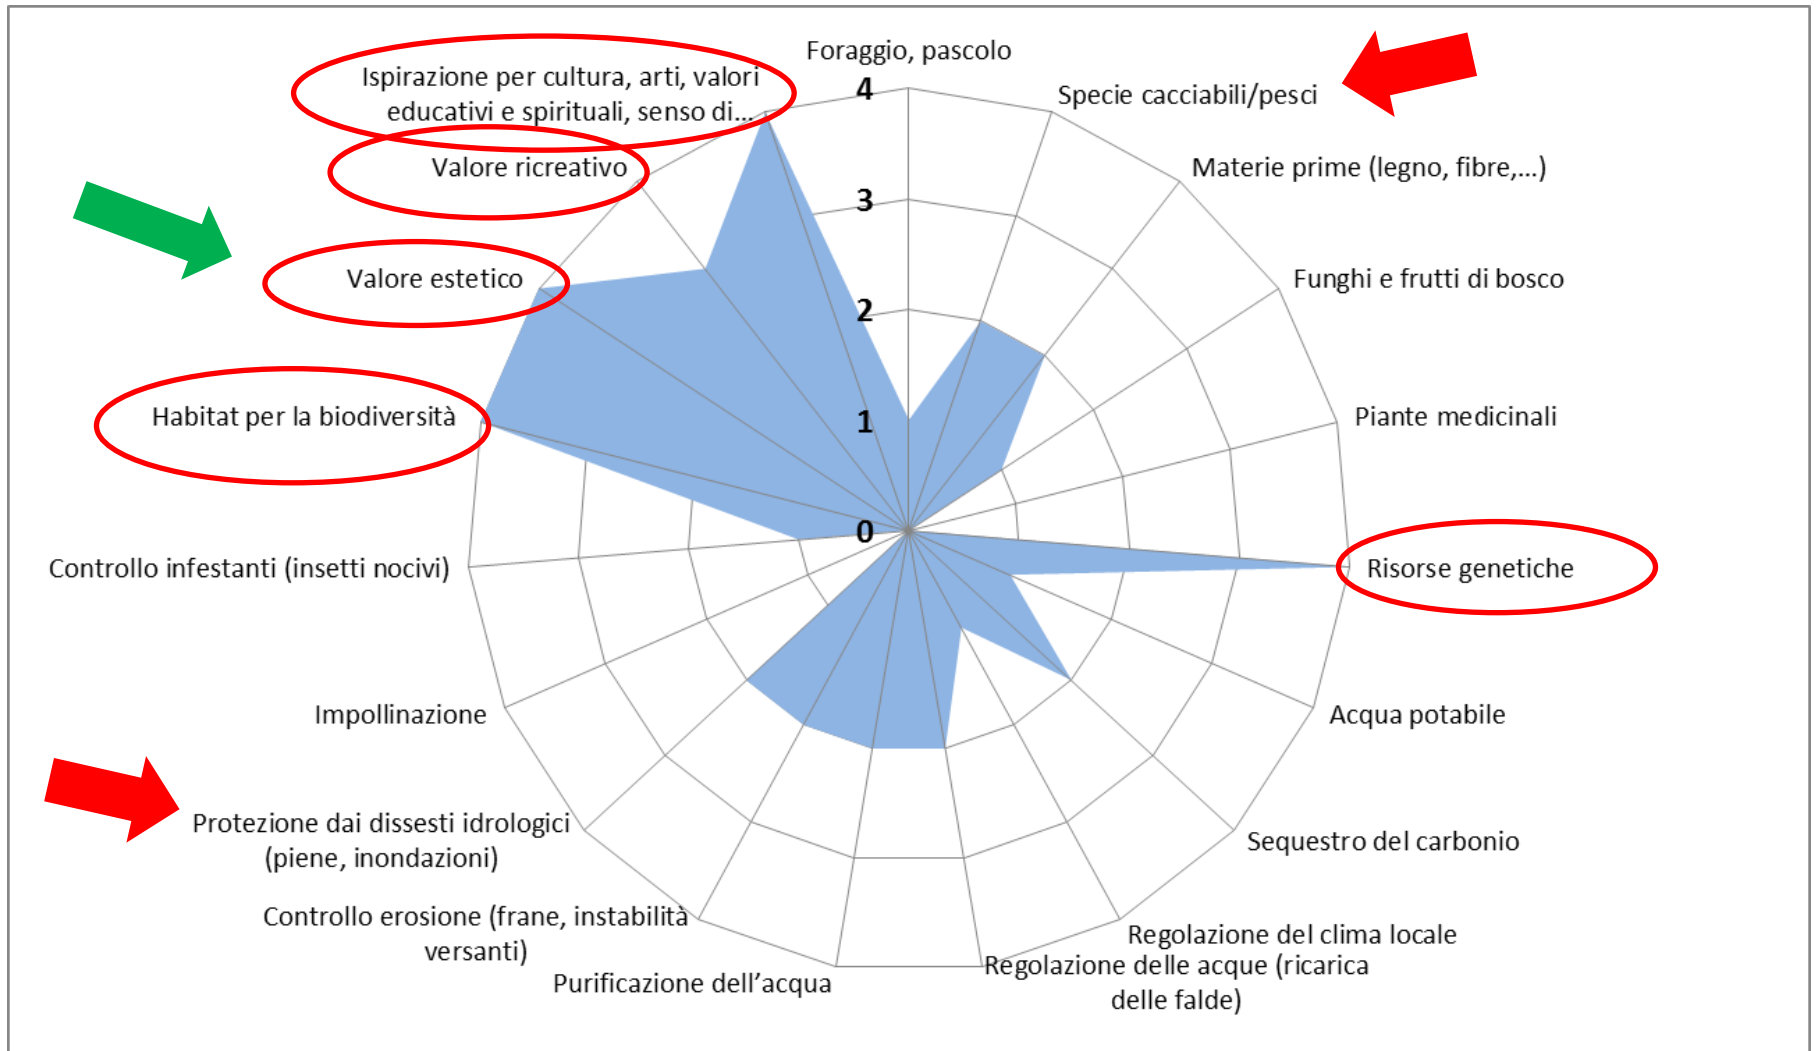 Foraggio, pascolo
Ispirazione per cultura, arti, valori
educativi e spirituali, senso di...
Specie cacciabili/pesci
Valore ricreativo
Materie prime (legno, fibre,...)
Valore estetico
Funghi e frutti di bosco
Habitat per la biodiversità
Piante medicinali
4
3
2
1
0
Controllo infestanti (insetti nocivi)
Risorse genetiche
Impollinazione
Acqua potabile
Protezione dai dissesti idrologici
(piene, inondazioni)
Sequestro del carbonio
Controllo erosione (frane, instabilità
versanti)
Regolazione del clima locale
Purificazione dell’acqua
Regolazione delle acque (ricarica
delle falde)